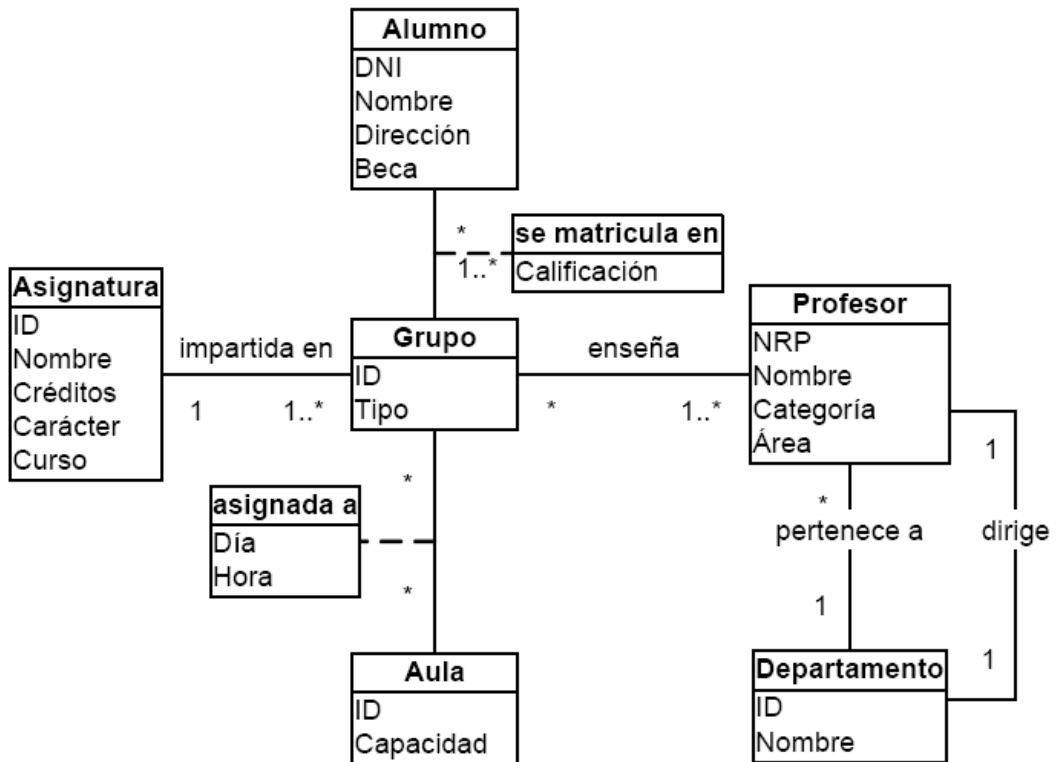 Alumno
DNI
Nombre
Dirección
Beca
*
1..*
se matricula en
Calificación
Asignatura
ID
Nombre
Créditos
Carácter
Curso
impartida en
1
1..*
Grupo
ID
Tipo
enseña
*
1..*
Profesor
NRP
Nombre
Categoría
Área
*
asignada a
Día
Hora
*
Aula
ID
Capacidad
*
pertenece a
1
1
dirige
1
Departamento
ID
Nombre